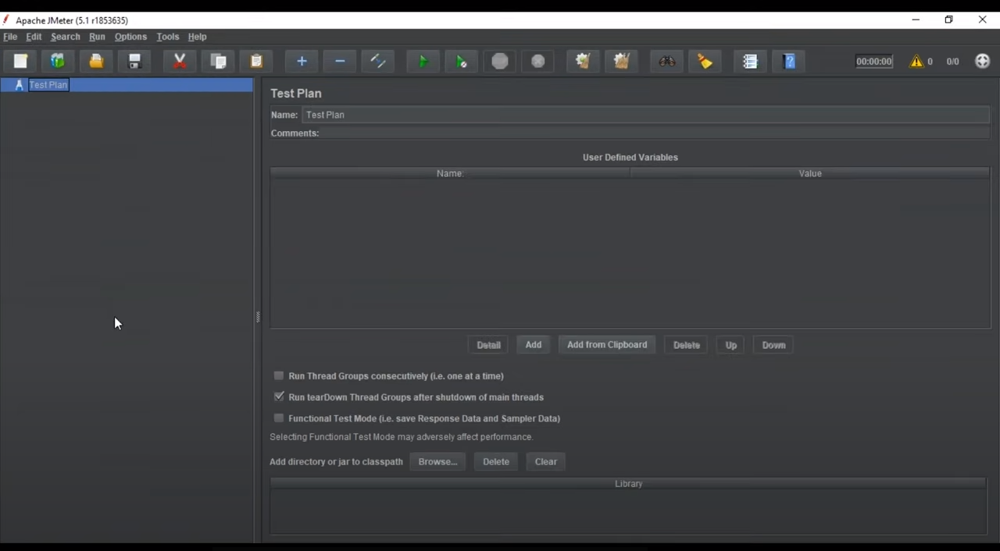 Apache JMeter (5.1 r1853635)
File Edit Search Run Options Tools Help
00:00:00 0 0/0
Test Plan
Test Plan
Name: Test Plan
Comments:
User Defined Variables
Name: Value
Detail Add Add from Clipboard Delete Up Down
Run Thread Groups consecutively (i.e. one at a time)
Run tearDown Thread Groups after shutdown of main threads
Functional Test Mode (i.e. save Response Data and Sampler Data)
Selecting Functional Test Mode may adversely affect performance.
Add directory or jar to classpath Browse... Delete Clear
Library